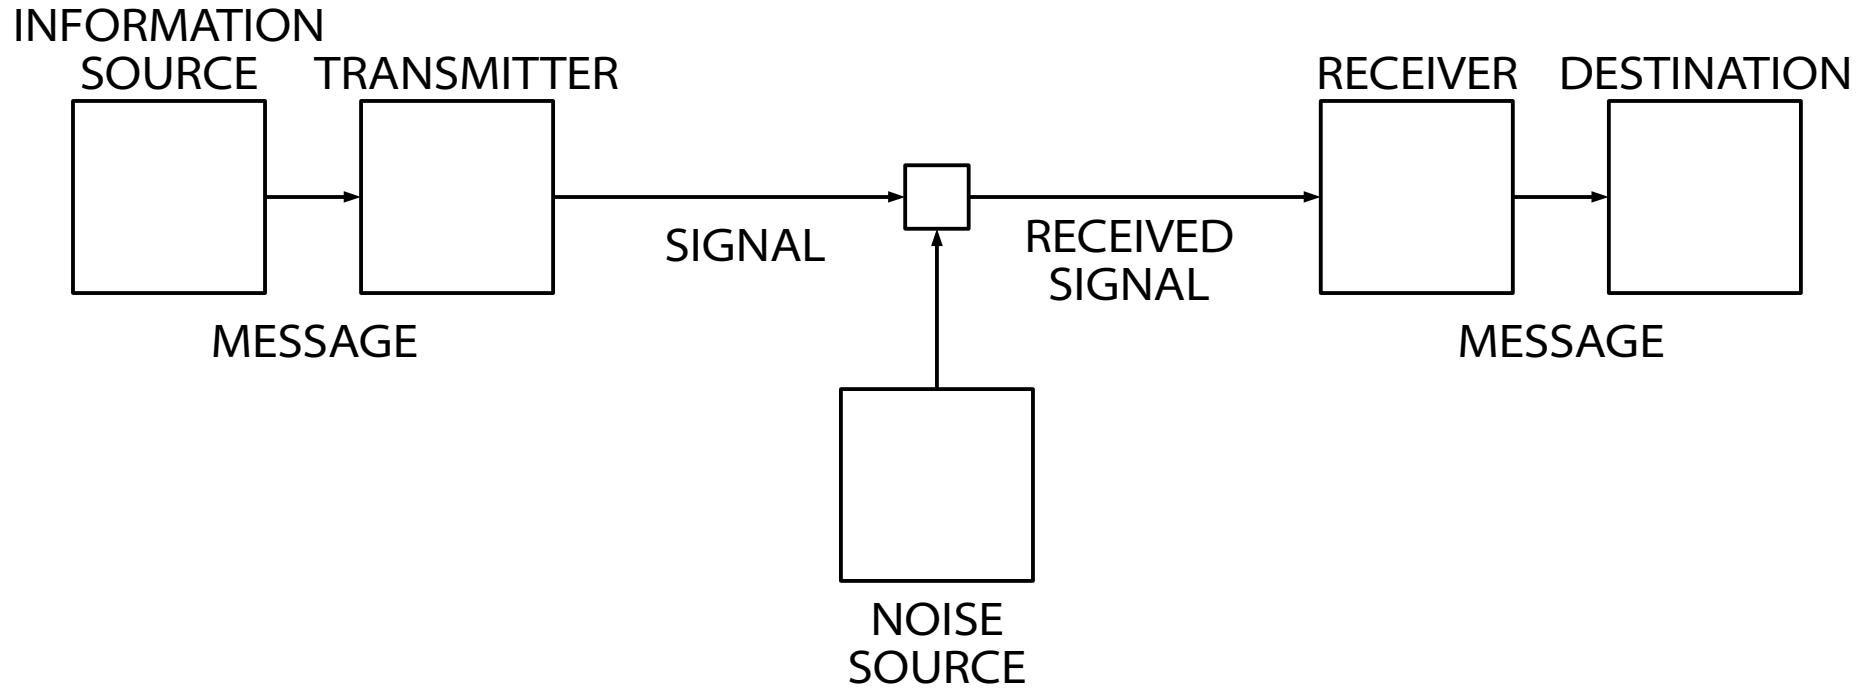 INFORMATION
SOURCE
TRANSMITTER
RECEIVER
DESTINATION
SIGNAL
RECEIVED
SIGNAL
MESSAGE
MESSAGE
NOISE
SOURCE